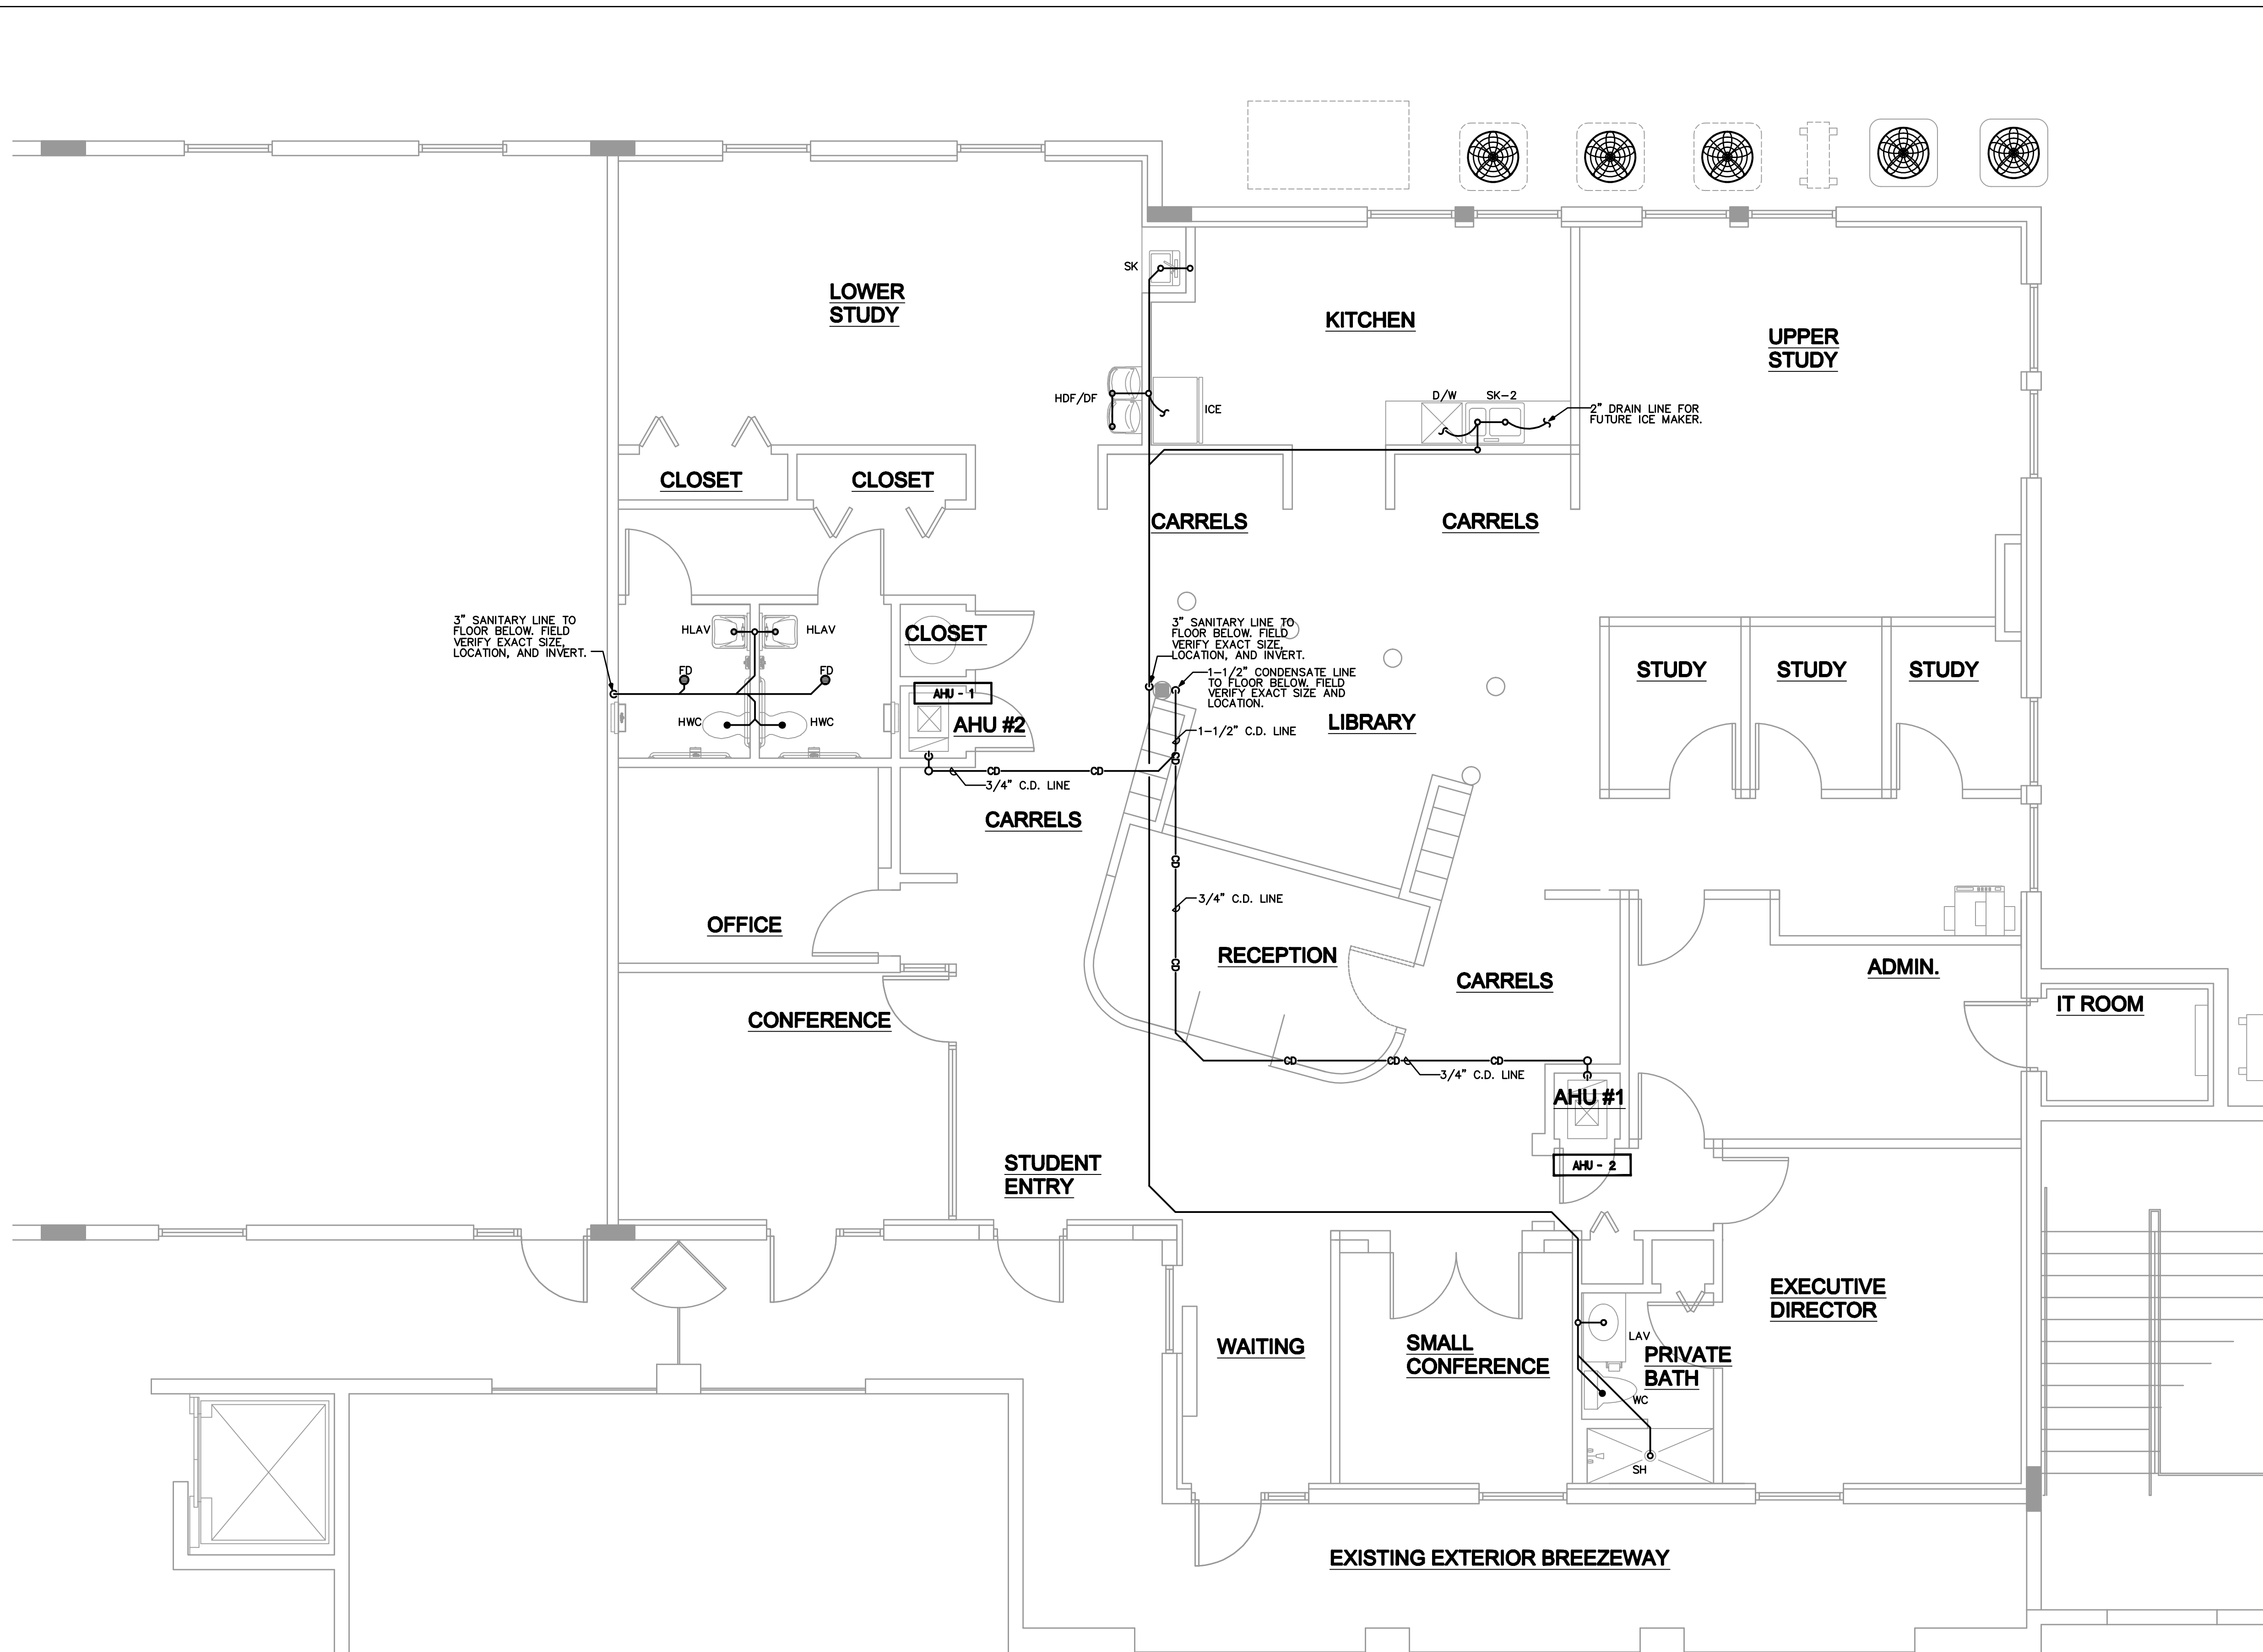 SK
LOWER
STUDY
KITCHEN
UPPER
STUDY
HDF/DF
ICE
D/W
SK-2
2" DRAIN LINE FOR
FUTURE ICE MAKER.
CLOSET
CLOSET
CARRELS
CARRELS
3" SANITARY LINE TO
FLOOR BELOW. FIELD
VERIFY EXACT SIZE,
LOCATION, AND INVERT.
HLAV
HLAV
CLOSET
3" SANITARY LINE TO
FLOOR BELOW. FIELD
VERIFY EXACT SIZE,
LOCATION, AND INVERT.
1-1/2" CONDENSATE LINE
TO FLOOR BELOW. FIELD
VERIFY EXACT SIZE AND
LOCATION.
FD
FD
STUDY
STUDY
STUDY
AHU - 1
AHU #2
HWC
HWC
LIBRARY
1-1/2" C.D. LINE
CD
CD
CD
3/4" C.D. LINE
CARRELS
CD
3/4" C.D. LINE
OFFICE
RECEPTION
CD
CARRELS
ADMIN.
IT ROOM
CONFERENCE
CD
CD
CD
3/4" C.D. LINE
AHU #1
STUDENT
ENTRY
AHU - 2
EXECUTIVE
DIRECTOR
WAITING
SMALL
CONFERENCE
LAV
PRIVATE
BATH
WC
SH
EXISTING EXTERIOR BREEZEWAY